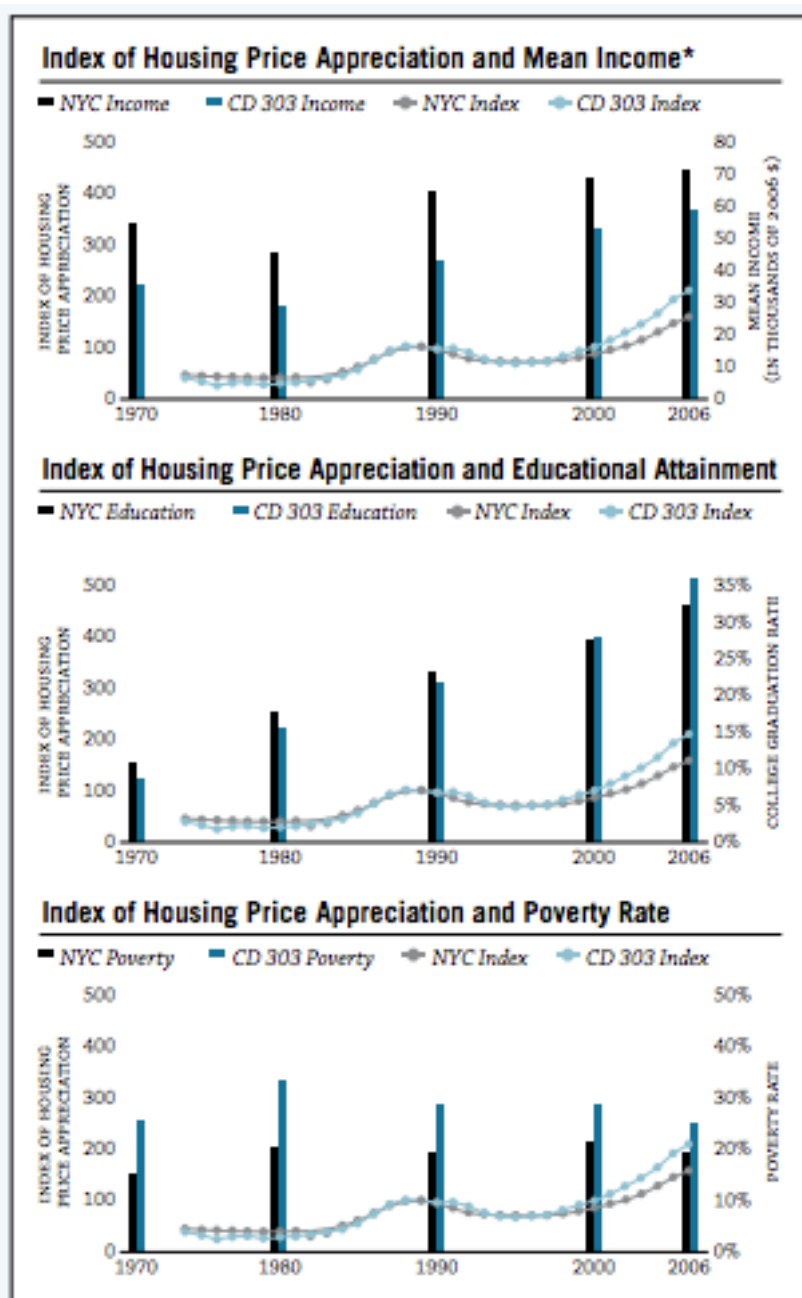 Index of Housing Price Appreciation and Mean Income*
NYC Income CD 303 Income NYC Index CD 303 Index
INDEX OF HOUSING
PRICE APPRECIATION
500
400
300
200
100
0
80
70
60
50
40
30
20
10
0
MEAN INCOME
(IN THOUSANDS OF 2006 $)
1970 1980 1990 2000 2006
Index of Housing Price Appreciation and Educational Attainment
NYC Education CD 303 Education NYC Index CD 303 Index
INDEX OF HOUSING
PRICE APPRECIATION
500
400
300
200
100
0
35%
30%
25%
20%
15%
10%
5%
0%
COLLEGE GRADUATION RATE
1970 1980 1990 2000 2006
Index of Housing Price Appreciation and Poverty Rate
NYC Poverty CD 303 Poverty NYC Index CD 303 Index
INDEX OF HOUSING
PRICE APPRECIATION
500
400
300
200
100
0
50%
40%
30%
20%
10%
0%
POVERTY RATE
1970 1980 1990 2000 2006